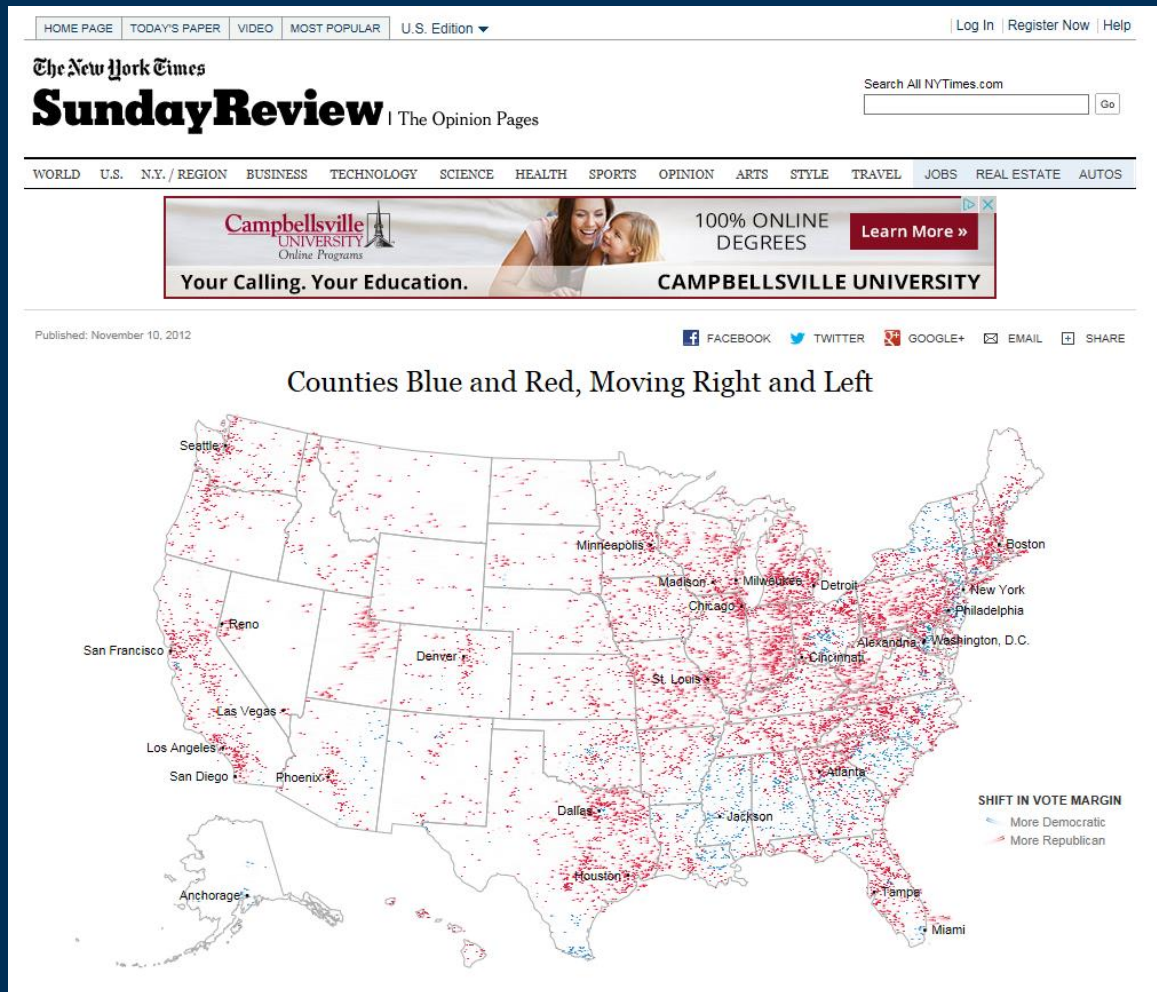 HOME PAGE TODAY'S PAPER VIDEO MOST POPULAR U.S. Edition
Log In Register Now Help
The New York Times
SundayReview | The Opinion Pages
Search All NYTimes.com
Go
WORLD U.S. N.Y. / REGION BUSINESS TECHNOLOGY SCIENCE HEALTH SPORTS OPINION ARTS STYLE TRAVEL JOBS REAL ESTATE AUTOS
Campbellsville
UNIVERSITY
Online Programs
100% ONLINE
DEGREES
Learn More »
Your Calling. Your Education.
CAMPBELLSVILLE UNIVERSITY
Published: November 10, 2012
FACEBOOK TWITTER GOOGLE+ EMAIL SHARE
Counties Blue and Red, Moving Right and Left
Seattle
Minneapolis
Boston
Madison
Milwaukee
Detroit
New York
Chicago
Philadelphia
Reno
Alexandria
Washington, D.C.
San Francisco
Denver
Cincinnati
St. Louis
Las Vegas
Los Angeles
San Diego
Phoenix
Atlanta
Dallas
Jackson
SHIFT IN VOTE MARGIN
More Democratic
More Republican
Houston
Anchorage
Tampa
Miami